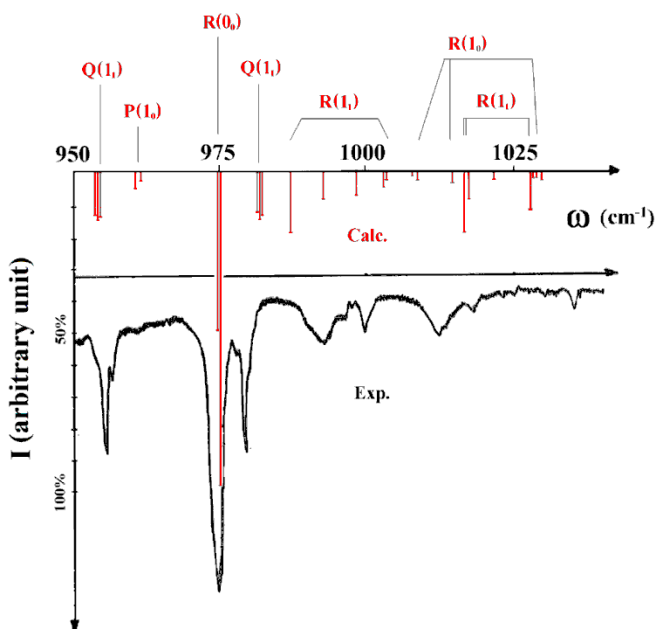 R(0₀)
R(1₀)
Q(1₁)
Q(1₁)
P(1₀)
R(1₁)
R(1₁)
950
975
1000
1025
ω (cm⁻¹)
Calc.
50%
Exp.
100%
I (arbitrary unit)